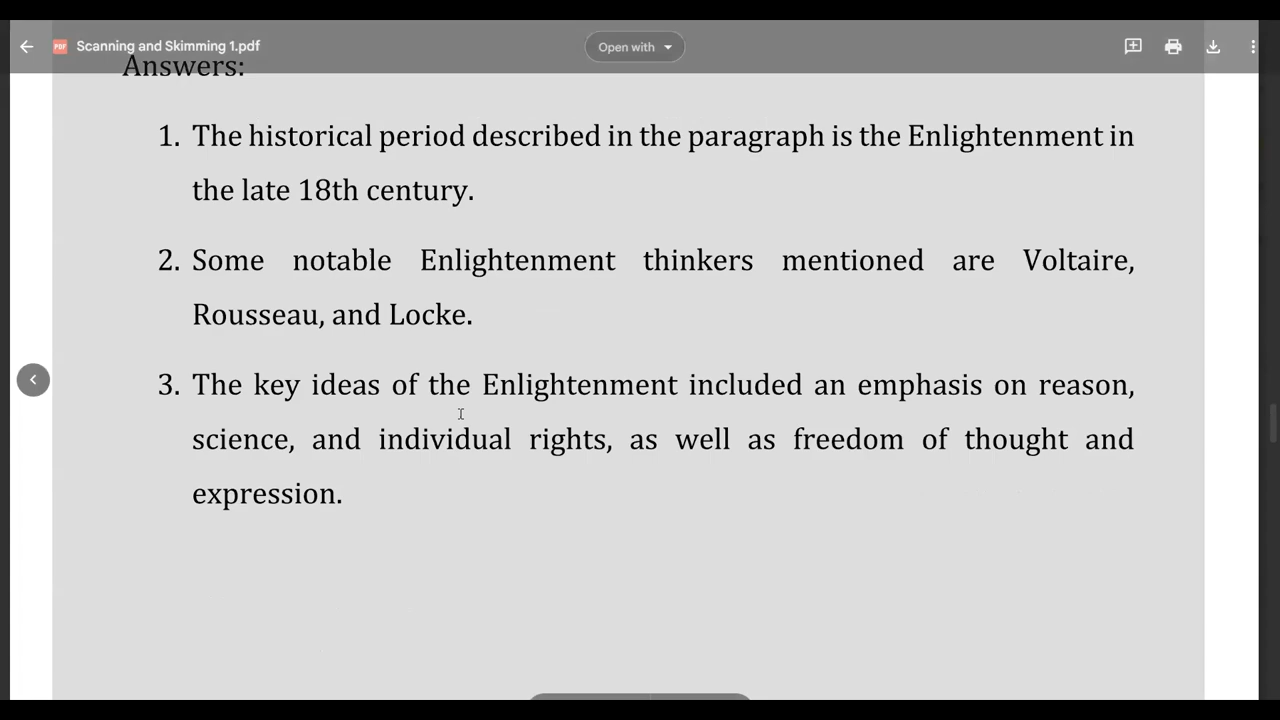 Scanning and Skimming 1.pdf
Open with
Answers:
1. The historical period described in the paragraph is the Enlightenment in
the late 18th century.
2. Some notable Enlightenment thinkers mentioned are Voltaire,
Rousseau, and Locke.
3. The key ideas of the Enlightenment included an emphasis on reason,
science, and individual rights, as well as freedom of thought and
expression.